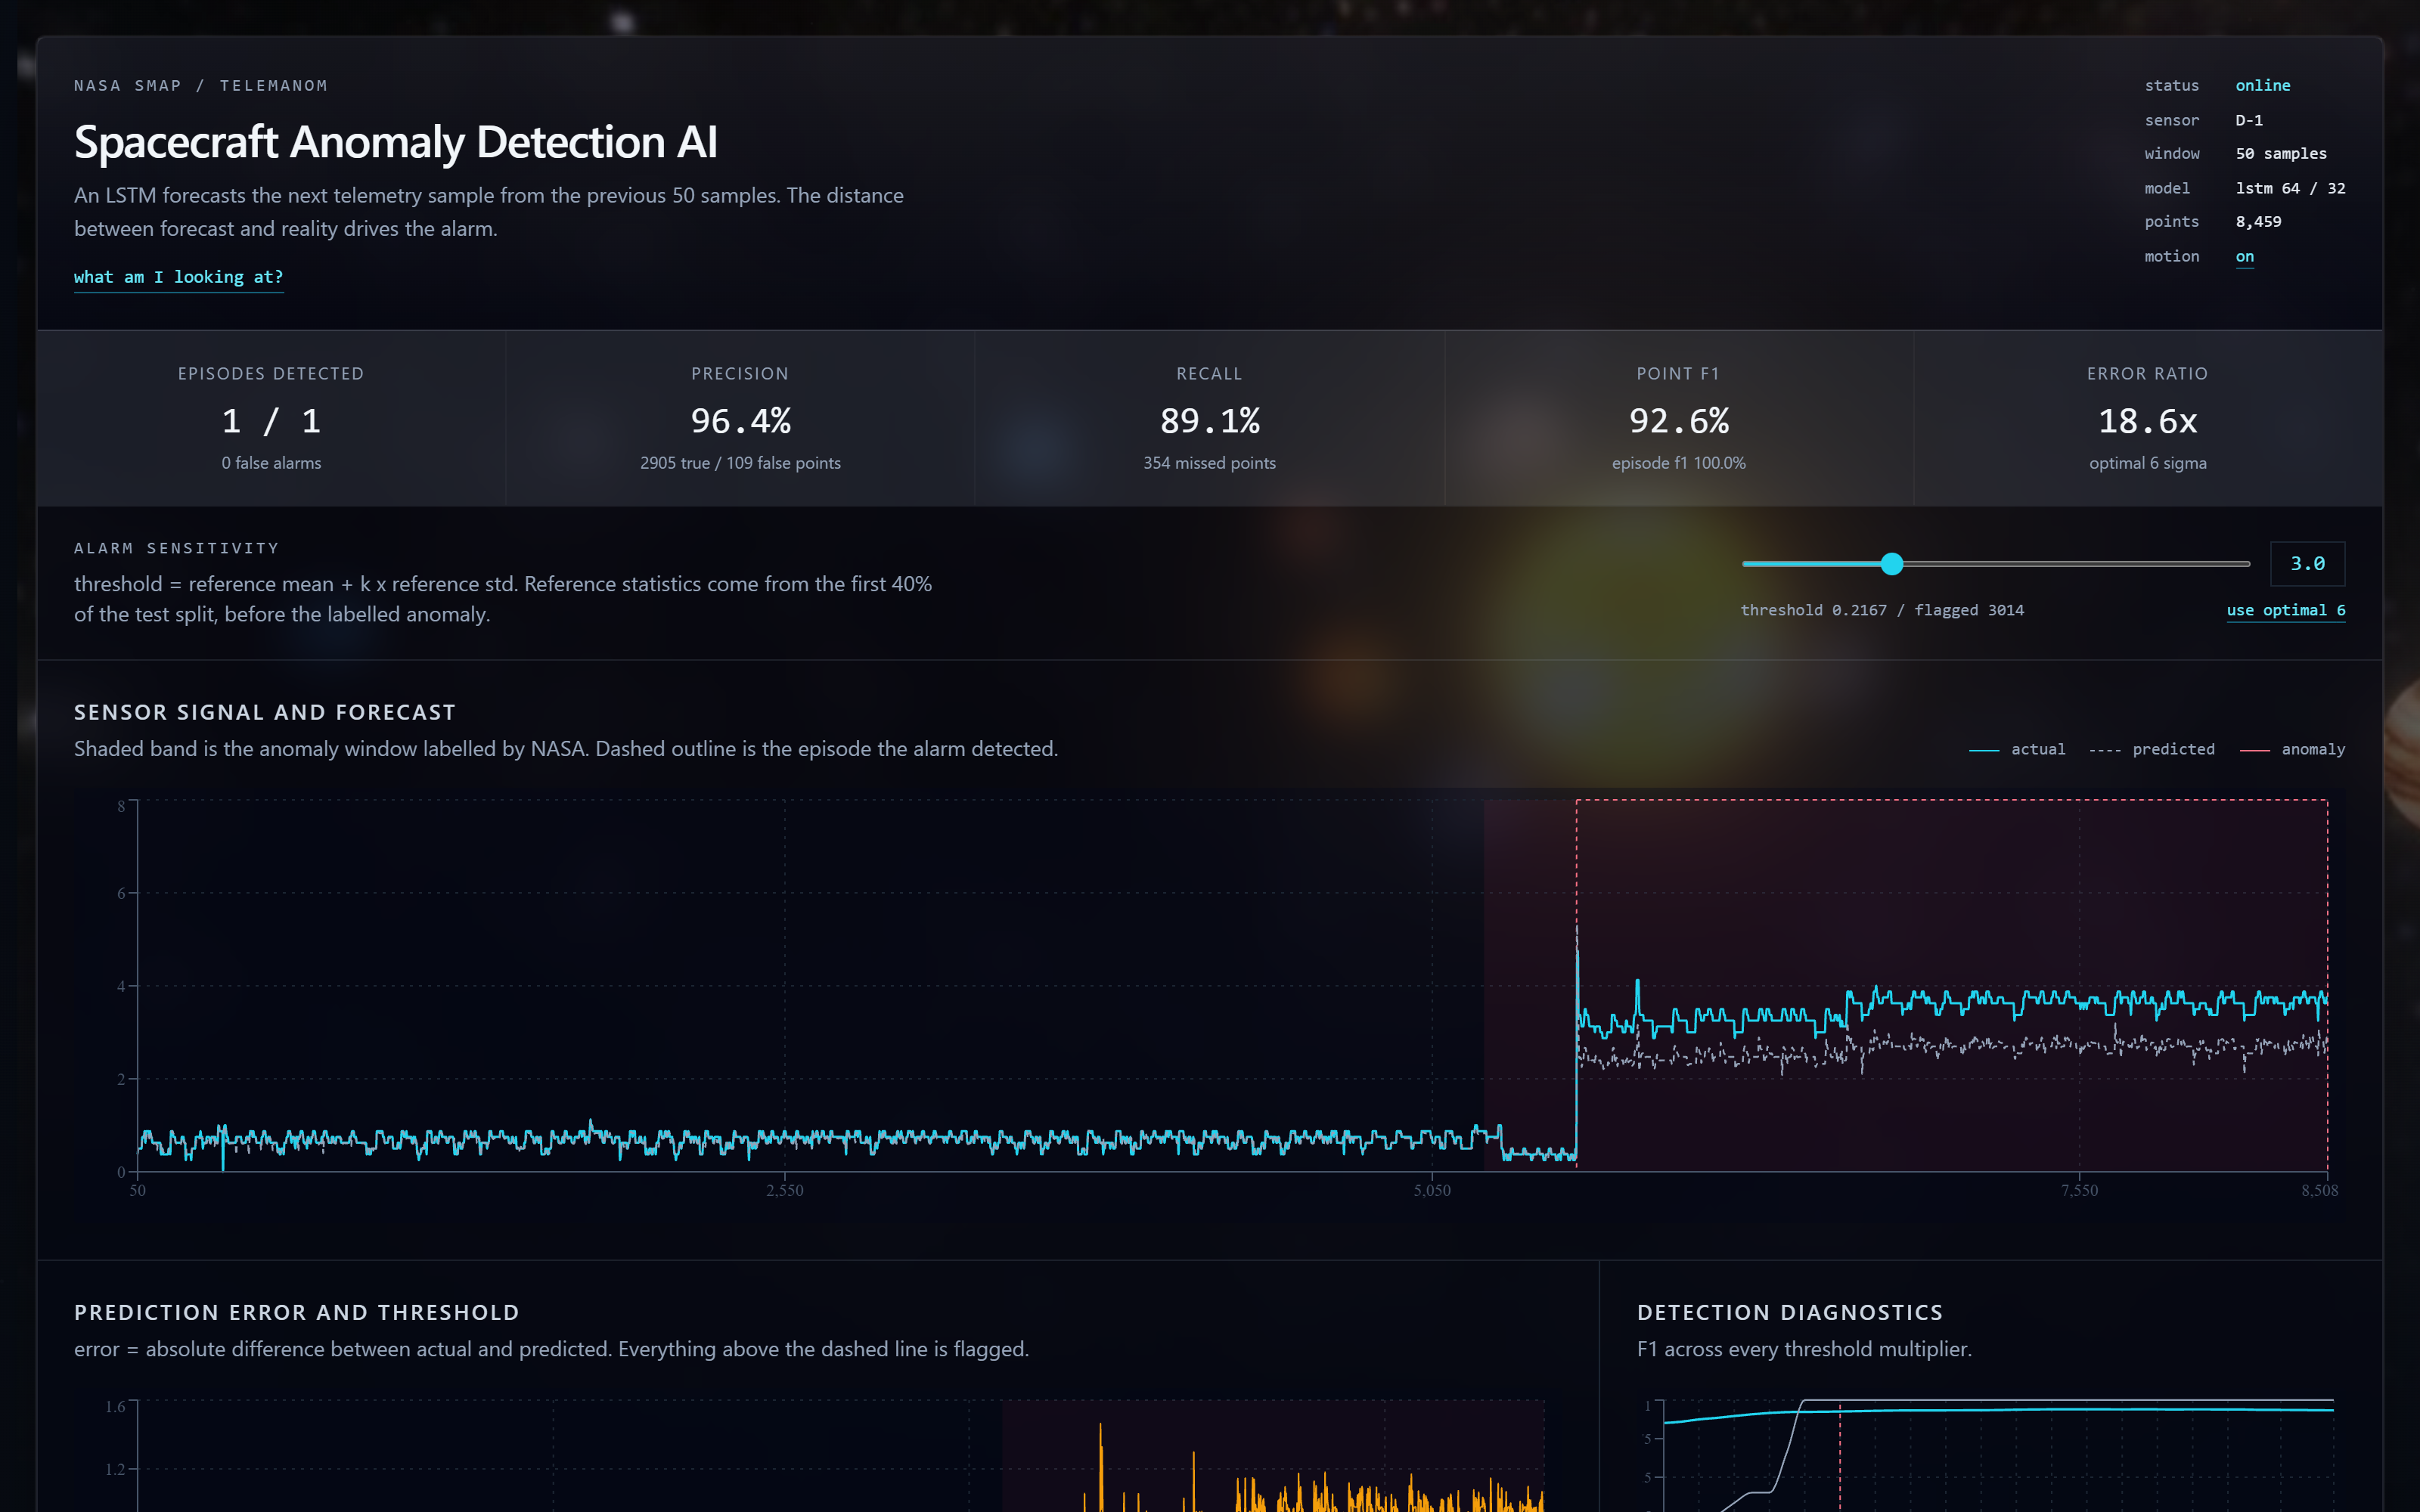 NASA SMAP / TELEMANOM
Spacecraft Anomaly Detection AI
An LSTM forecasts the next telemetry sample from the previous 50 samples. The distance
between forecast and reality drives the alarm.
what am I looking at?
status online
sensor D-1
window 50 samples
model lstm 64 / 32
points 8,459
motion on
EPISODES DETECTED
1 / 1
0 false alarms
PRECISION
96.4%
2905 true / 109 false points
RECALL
89.1%
354 missed points
POINT F1
92.6%
episode f1 100.0%
ERROR RATIO
18.6x
optimal 6 sigma
ALARM SENSITIVITY
threshold = reference mean + k x reference std. Reference statistics come from the first 40%
of the test split, before the labelled anomaly.
3.0
threshold 0.2167 / flagged 3014
use optimal 6
SENSOR SIGNAL AND FORECAST
Shaded band is the anomaly window labelled by NASA. Dashed outline is the episode the alarm detected.
actual predicted anomaly
8
6
4
2
0
50 2,550 5,050 7,550 8,508
PREDICTION ERROR AND THRESHOLD
error = absolute difference between actual and predicted. Everything above the dashed line is flagged.
1.6
1.2
DETECTION DIAGNOSTICS
F1 across every threshold multiplier.
1